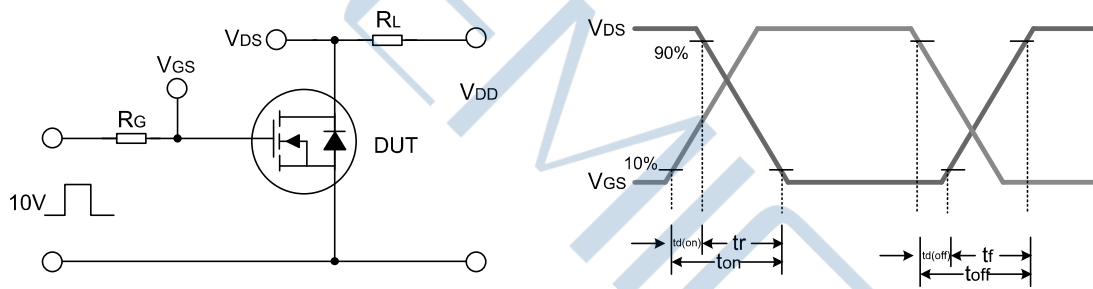 RL
VDS
VGS
VDD
RG
DUT
10V
VDS
90%
10%
VGS
td(on)
tr
ton
td(off)
tf
toff